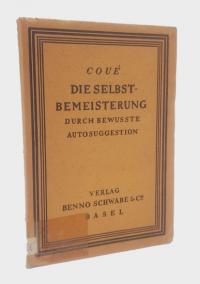 COUÉ
DIE SELBST-
BEMEISTERUNG
DURCH BEWUSSTE
AUTOSUGGESTION
VERLAG
BENNO SCHWABE & Co
BASEL